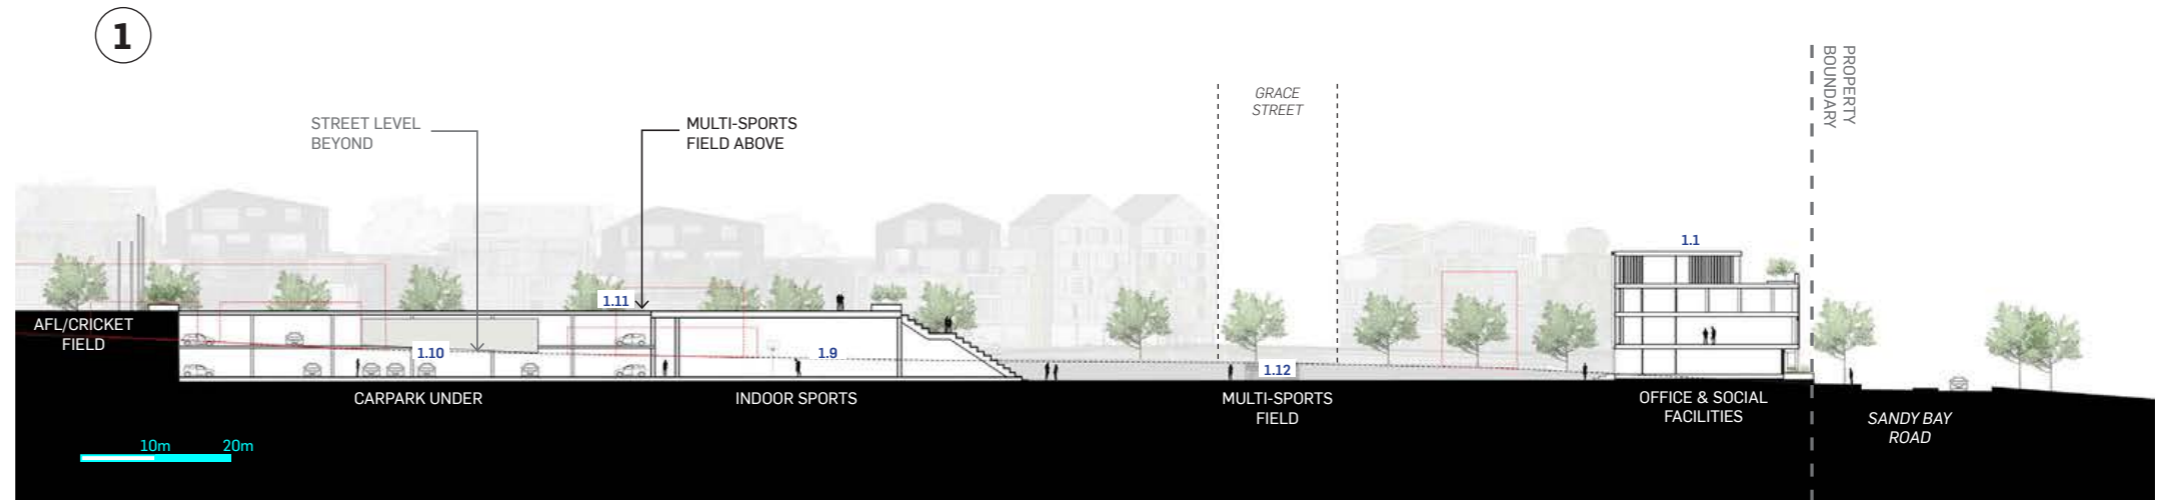 1
PROPERTY
BOUNDARY
GRACE
STREET
STREET LEVEL
BEYOND
MULTI-SPORTS
FIELD ABOVE
1.1
1.11
AFL/CRICKET
FIELD
1.10
1.9
1.12
CARPARK UNDER
INDOOR SPORTS
MULTI-SPORTS
FIELD
OFFICE & SOCIAL
FACILITIES
SANDY BAY
ROAD
10m
20m